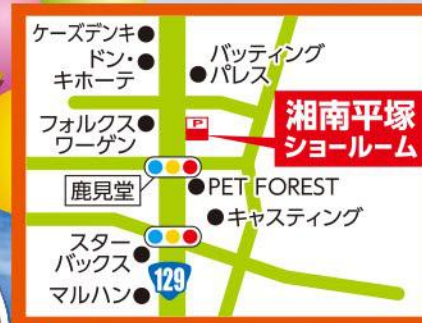 ケーズデンキ
ドン・
キホーテ
バッティング
パレス
フォルクス
ワーゲン
P
湘南平塚
ショールーム
鹿見堂
PET FOREST
キャスティング
スター
バックス
129
マルハン